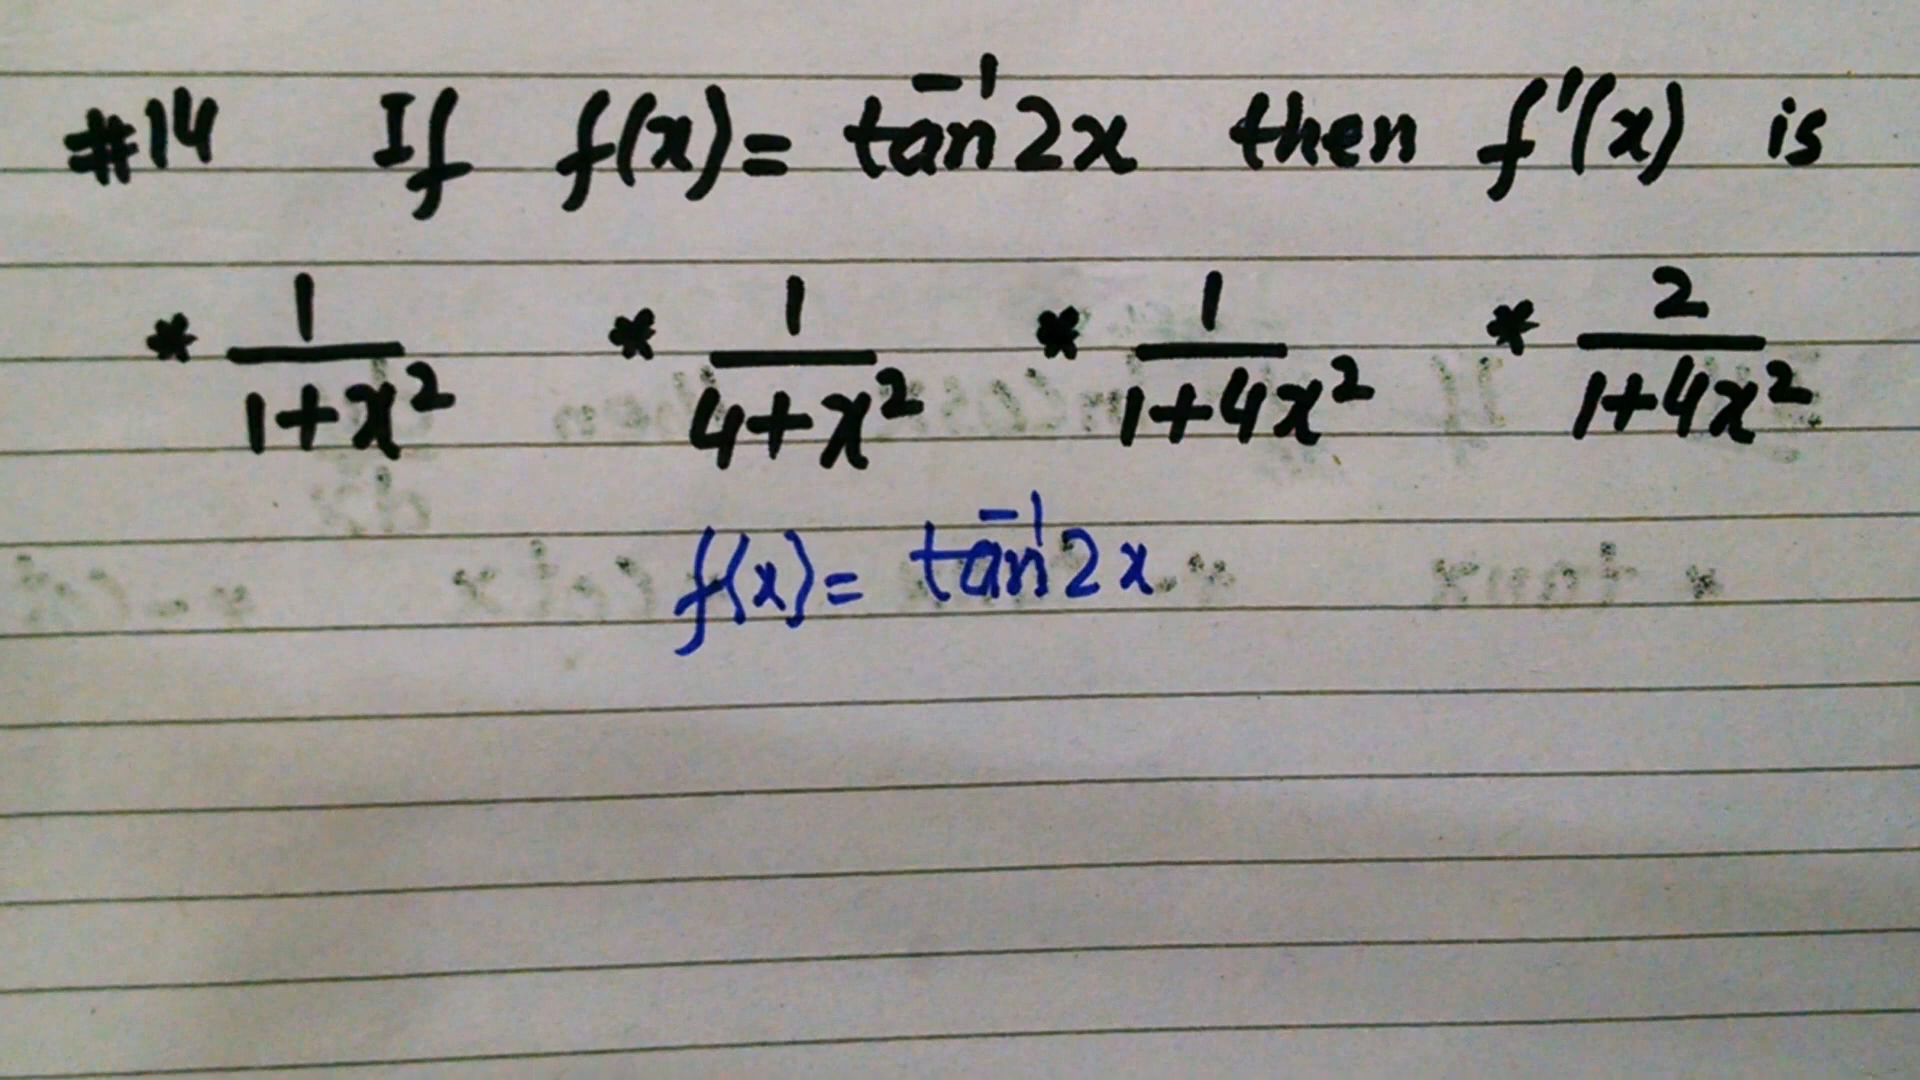 #14 If f(x) = tan⁻¹2x then f'(x) is
* 1/(1+x²) * 1/(4+x²) * 1/(1+4x²) * 2/(1+4x²)
f(x) = tan⁻¹2x